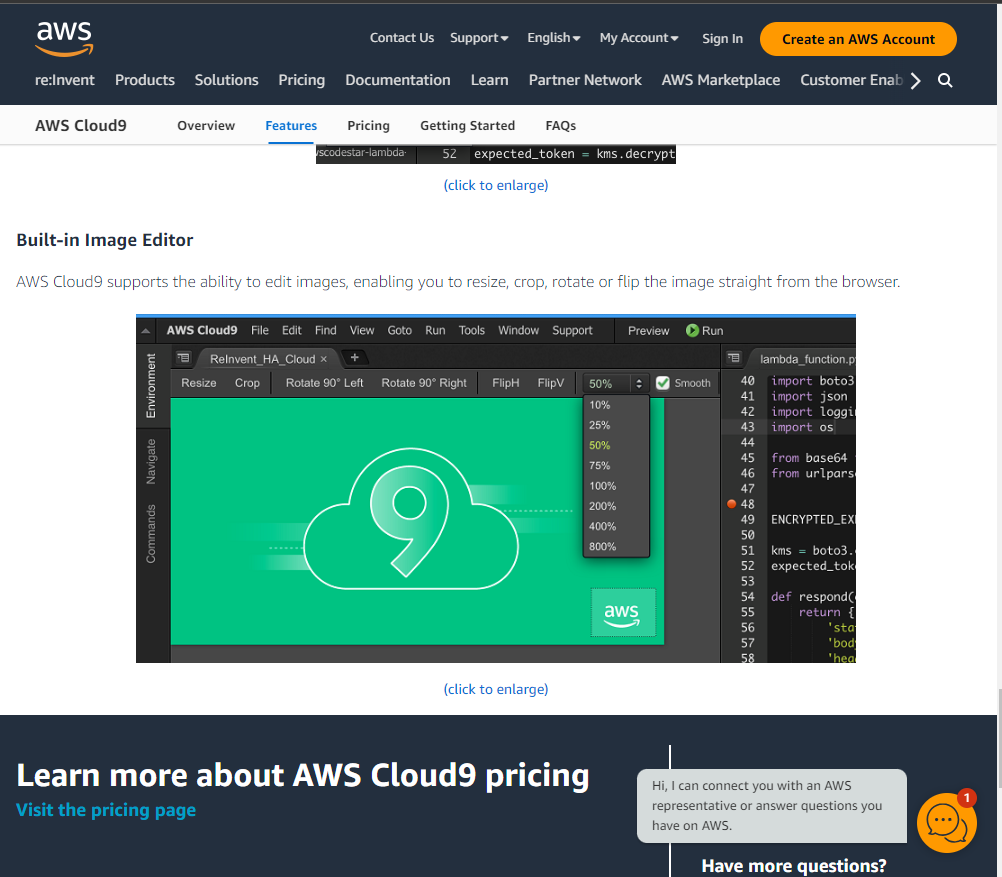 aws
Contact Us Support English My Account Sign In Create an AWS Account
re:Invent Products Solutions Pricing Documentation Learn Partner Network AWS Marketplace Customer Enab
AWS Cloud9 Overview Features Pricing Getting Started FAQs
52 expected_token = kms.decrypt
(click to enlarge)
Built-in Image Editor
AWS Cloud9 supports the ability to edit images, enabling you to resize, crop, rotate or flip the image straight from the browser.
AWS Cloud9 File Edit Find View Goto Run Tools Window Support Preview Run
ReInvent_HA_Cloud × + lambda_function.py
Resize Crop Rotate 90° Left Rotate 90° Right FlipH FlipV 50% Smooth
Environment
Navigate
Commands
10%
25%
50%
75%
100%
200%
400%
800%
9
aws
40 import boto3
41 import json
42 import loggin
43 import os
44
45 from base64
46 from urlparse
47
48
49 ENCRYPTED_EX
50
51 kms = boto3.
52 expected_toke
53
54 def respond(
55 return {
56 'sta
57 'body
58 'hea
(click to enlarge)
Learn more about AWS Cloud9 pricing
Visit the pricing page
Hi, I can connect you with an AWS
representative or answer questions you
have on AWS.
1
Have more questions?